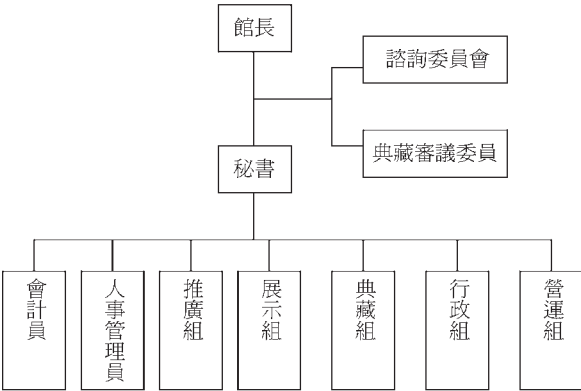 館長
諮詢委員會
典藏審議委員
秘書
會計員
人事管理員
推廣組
展示組
典藏組
行政組
營運組